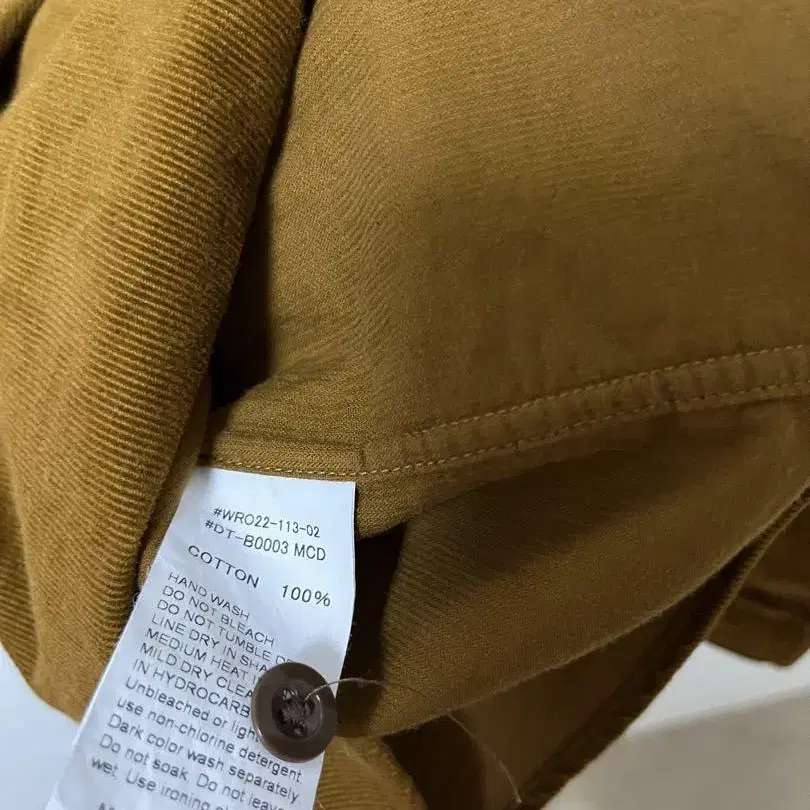 #WRO22-113-02
#DT-B0003 MCD
COTTON 100%
HAND WASH
DO NOT BLEACH
DO NOT TUMBLE
LINE DRY IN
MEDIUM HEAT
MILD DRY
IN
Unbleached or
use non-chlorine detergent.
Dark color wash separately.
Do not soak. Do not leave
wet. Use ironing